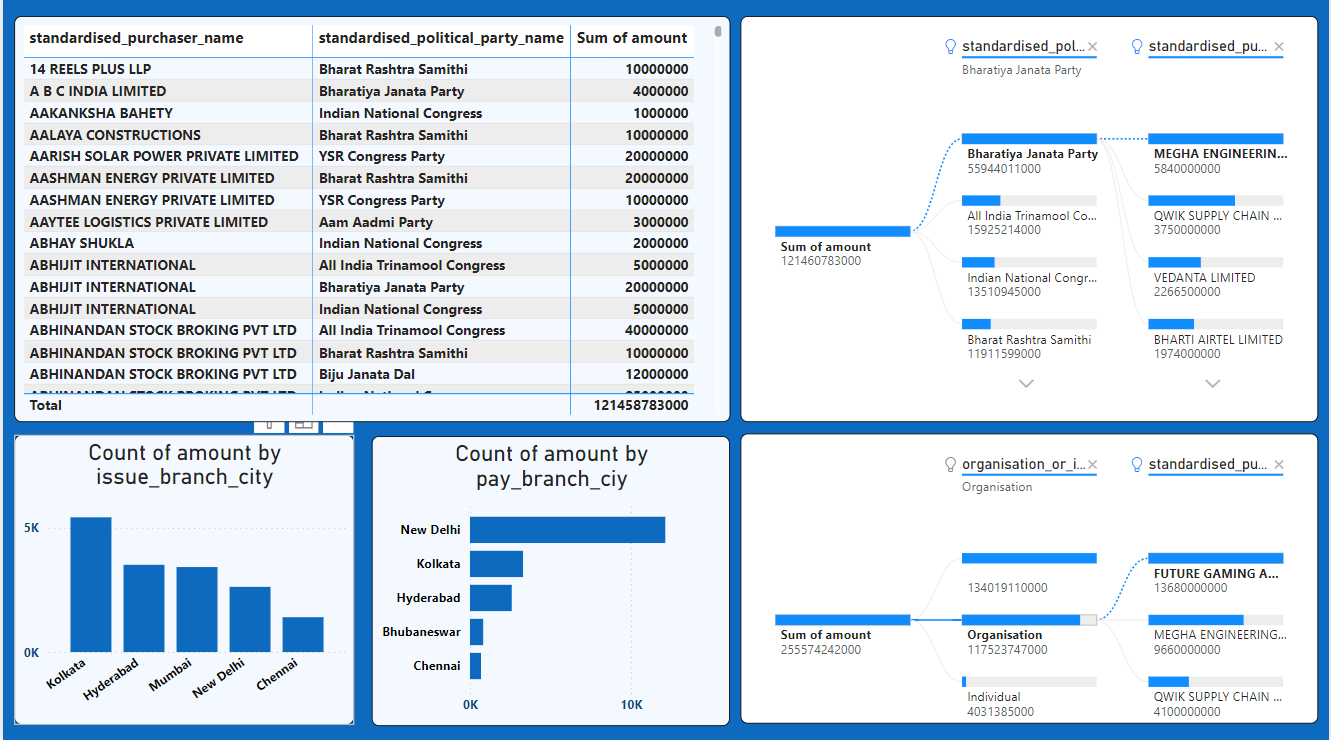 standardised_purchaser_name standardised_political_party_name Sum of amount
14 REELS PLUS LLP Bharat Rashtra Samithi 10000000
A B C INDIA LIMITED Bharatiya Janata Party 4000000
AAKANKSHA BAHETY Indian National Congress 1000000
AALAYA CONSTRUCTIONS Bharat Rashtra Samithi 10000000
AARISH SOLAR POWER PRIVATE LIMITED YSR Congress Party 20000000
AASHMAN ENERGY PRIVATE LIMITED Bharat Rashtra Samithi 20000000
AASHMAN ENERGY PRIVATE LIMITED YSR Congress Party 10000000
AAYTEE LOGISTICS PRIVATE LIMITED Aam Aadmi Party 3000000
ABHAY SHUKLA Indian National Congress 2000000
ABHIJIT INTERNATIONAL All India Trinamool Congress 5000000
ABHIJIT INTERNATIONAL Bharatiya Janata Party 20000000
ABHIJIT INTERNATIONAL Indian National Congress 5000000
ABHINANDAN STOCK BROKING PVT LTD All India Trinamool Congress 40000000
ABHINANDAN STOCK BROKING PVT LTD Bharat Rashtra Samithi 10000000
ABHINANDAN STOCK BROKING PVT LTD Biju Janata Dal 12000000
Total 121458783000
standardised_pol... standardised_pu...
Bharatiya Janata Party
Sum of amount
121460783000
Bharatiya Janata Party
55944011000
All India Trinamool Co...
15925214000
Indian National Congr...
13510945000
Bharat Rashtra Samithi
11911599000
MEGHA ENGINEERIN...
5840000000
QWIK SUPPLY CHAIN ...
3750000000
VEDANTA LIMITED
2266500000
BHARTI AIRTEL LIMITED
1974000000
Count of amount by
issue_branch_city
5K
0K
Kolkata
Hyderabad
Mumbai
New Delhi
Chennai
Count of amount by
pay_branch_ciy
New Delhi
Kolkata
Hyderabad
Bhubaneswar
Chennai
0K 10K
organisation_or_i... standardised_pu...
Organisation
Sum of amount
255574242000
134019110000
Organisation
117523747000
Individual
4031385000
FUTURE GAMING A...
13680000000
MEGHA ENGINEERING...
9660000000
QWIK SUPPLY CHAIN ...
4100000000